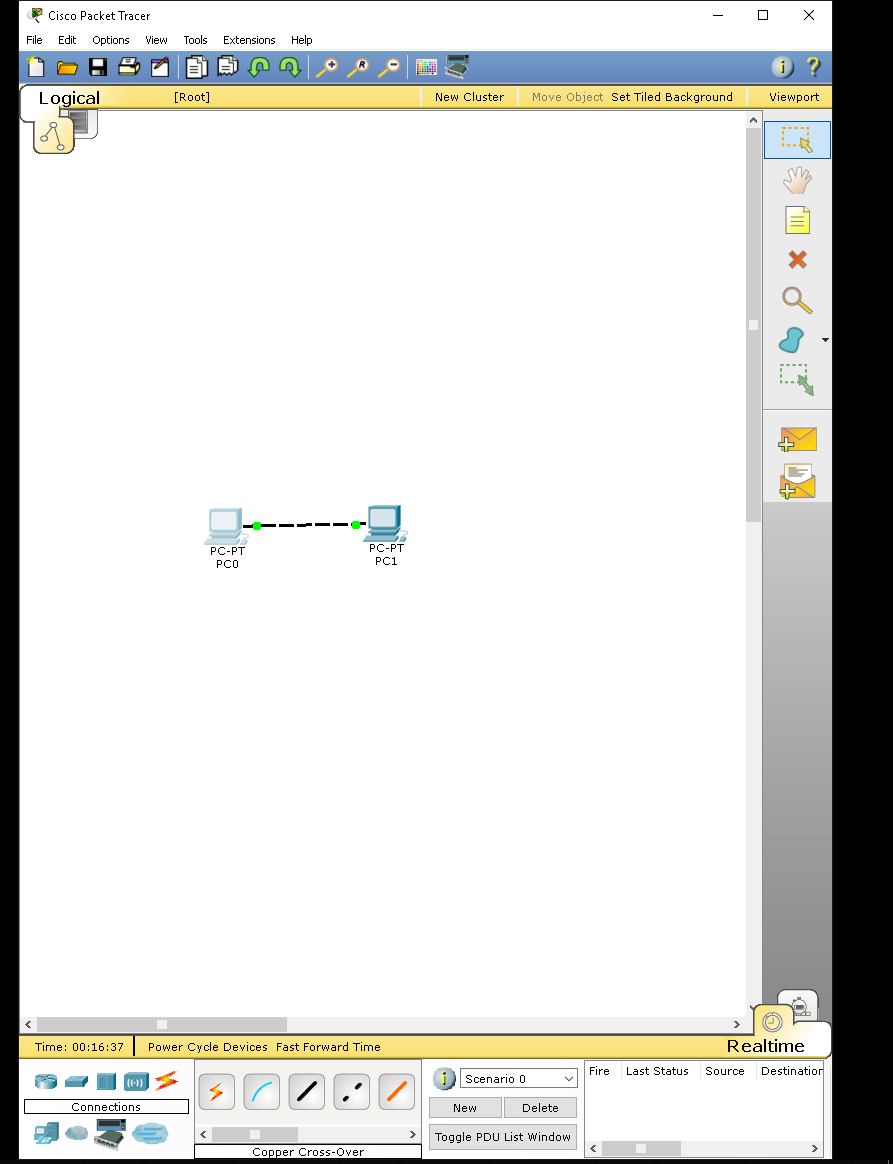 Cisco Packet Tracer
File Edit Options View Tools Extensions Help
Logical [Root] New Cluster Move Object Set Tiled Background Viewport
PC-PT
PC0
PC-PT
PC1
Time: 00:16:37 Power Cycle Devices Fast Forward Time
Realtime
Connections
Copper Cross-Over
Scenario 0
New Delete
Toggle PDU List Window
Fire Last Status Source Destination